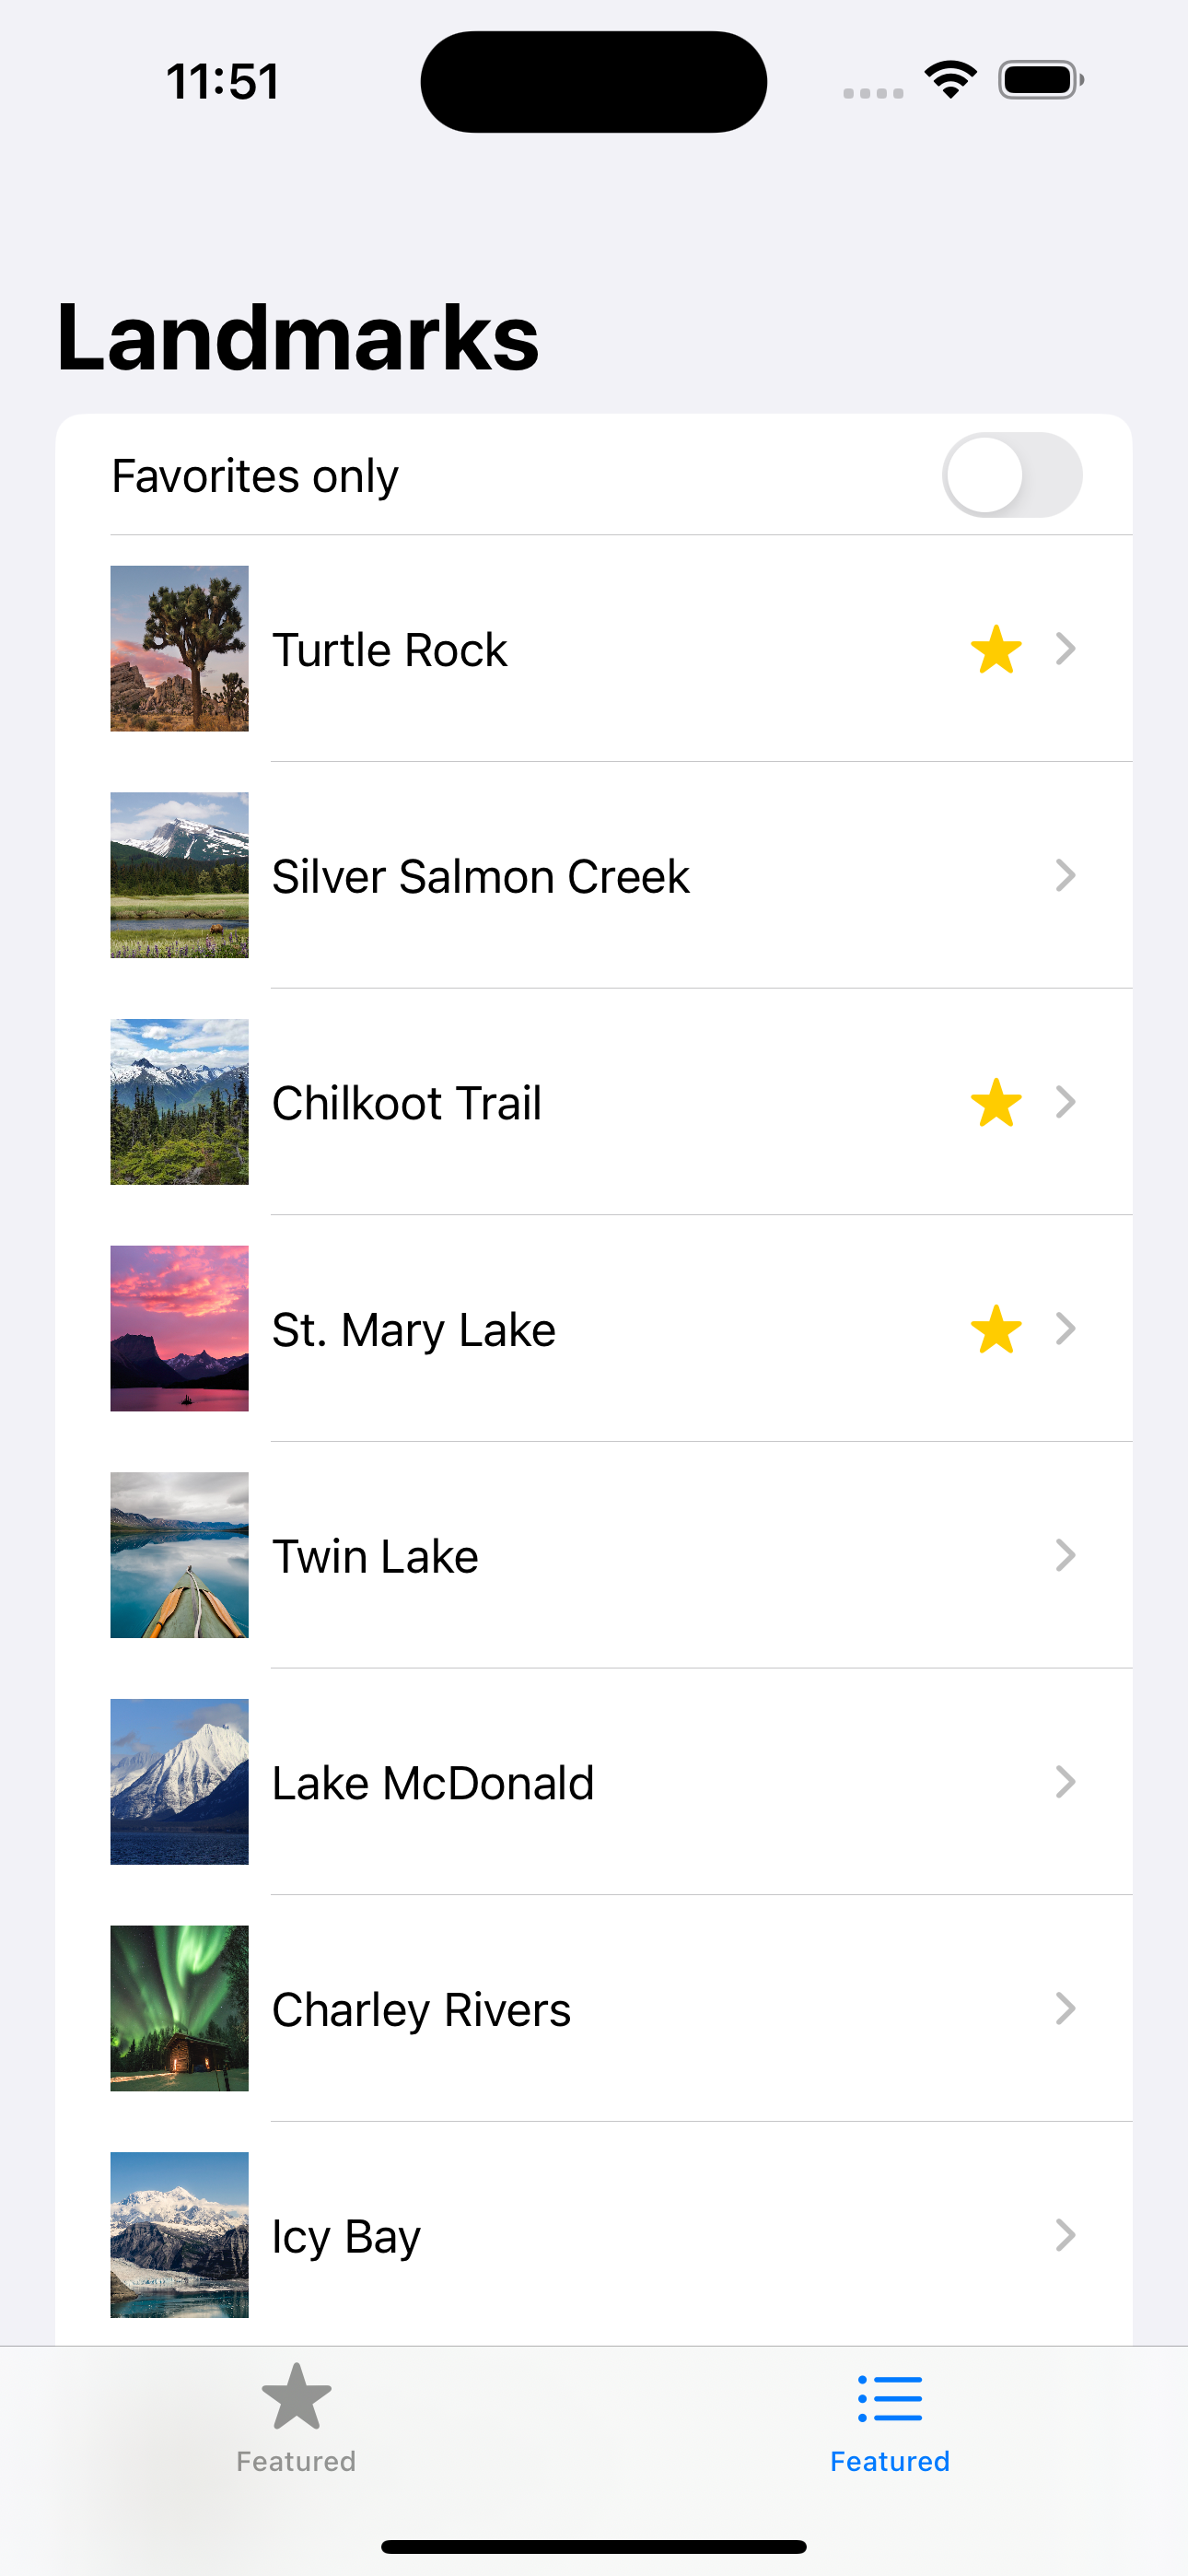 11:51
Landmarks
Favorites only
Turtle Rock
Silver Salmon Creek
Chilkoot Trail
St. Mary Lake
Twin Lake
Lake McDonald
Charley Rivers
Icy Bay
Featured
Featured